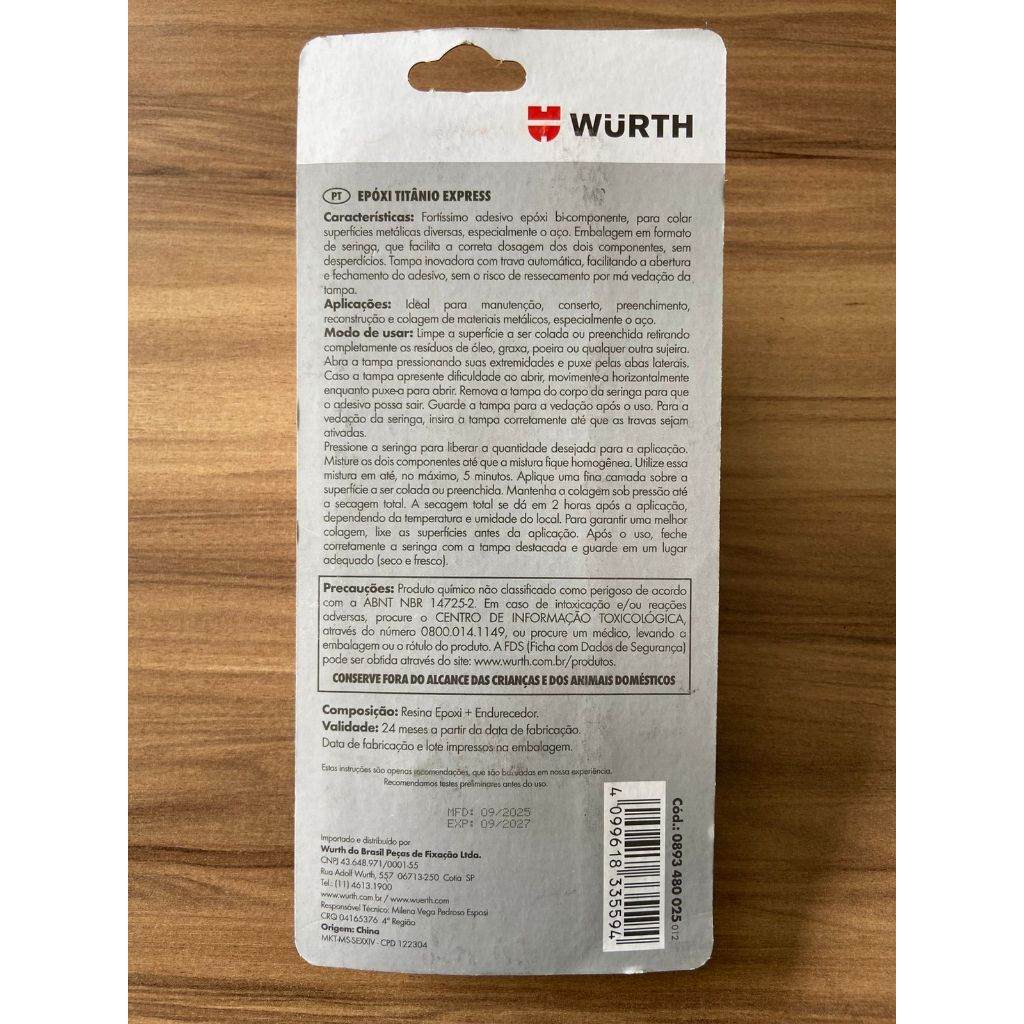 WÜRTH
PT EPÓXI TITÂNIO EXPRESS
Características: Fortíssimo adesivo epóxi bi-componente, para colar
superfícies metálicas diversas, especialmente o aço. Embalagem em formato
de seringa, que facilita a correta dosagem dos dois componentes, sem
desperdícios. Tampa inovadora com trava automática, facilitando a abertura
e fechamento do adesivo, sem o risco de ressecamento por má vedação da
tampa.
Aplicações: Ideal para manutenção, conserto, preenchimento,
reconstrução e colagem de materiais metálicos, especialmente o aço.
Modo de usar: Limpe a superfície a ser colada ou preenchida retirando
completamente os resíduos de óleo, graxa, poeira ou qualquer outra sujeira.
Abra a tampa pressionando suas extremidades e puxe pelas abas laterais.
Caso a tampa apresente dificuldade ao abrir, movimente-a horizontalmente
enquanto puxe-a para abrir. Remova a tampa do corpo da seringa para que
o adesivo possa sair. Guarde a tampa para a vedação após o uso. Para a
vedação da seringa, insira a tampa corretamente até que as travas sejam
ativadas.
Pressione a seringa para liberar a quantidade desejada para a aplicação.
Misture os dois componentes até que a mistura fique homogênea. Utilize essa
mistura em até, no máximo, 5 minutos. Aplique uma fina camada sobre a
superfície a ser colada ou preenchida. Mantenha a colagem sob pressão até
a secagem total. A secagem total se dá em 2 horas após a aplicação,
dependendo da temperatura e umidade do local. Para garantir uma melhor
colagem, lixe as superfícies antes da aplicação. Após o uso, feche
corretamente a seringa com a tampa destacada e guarde em um lugar
adequado (seco e fresco).
Precauções: Produto químico não classificado como perigoso de acordo
com a ABNT NBR 14725-2. Em caso de intoxicação e/ou reações
adversas, procure o CENTRO DE INFORMAÇÃO TOXICOLÓGICA,
através do número 0800.014.1149, ou procure um médico, levando a
embalagem ou o rótulo do produto. A FDS (Ficha com Dados de Segurança)
pode ser obtida através do site: www.wurth.com.br/produtos.
CONSERVE FORA DO ALCANCE DAS CRIANÇAS E DOS ANIMAIS DOMÉSTICOS
Composição: Resina Epoxi + Endurecedor.
Validade: 24 meses a partir da data de fabricação.
Data de fabricação e lote impressos na embalagem.
Estas instruções são apenas recomendações, que são baseadas em nossa experiência.
Recomendamos testes preliminares antes do uso.
MFD: 09/2025
EXP: 09/2027
Importado e distribuído por
Wurth do Brasil Peças de Fixação Ltda.
CNPJ 43.648.971/0001-55
Rua Adolf Wurth, 557 06713-250 Cotia SP
Tel.: (11) 4613.1900
www.wurth.com.br / www.wuerth.com
Responsável Técnico: Milena Vega Pedroso Esposi
CRQ 04165376 4ª Região
Origem: China
MKT-MS-SEXXIV - CPD 122304
4 099618 335594
Cód.: 0893 480 025 012